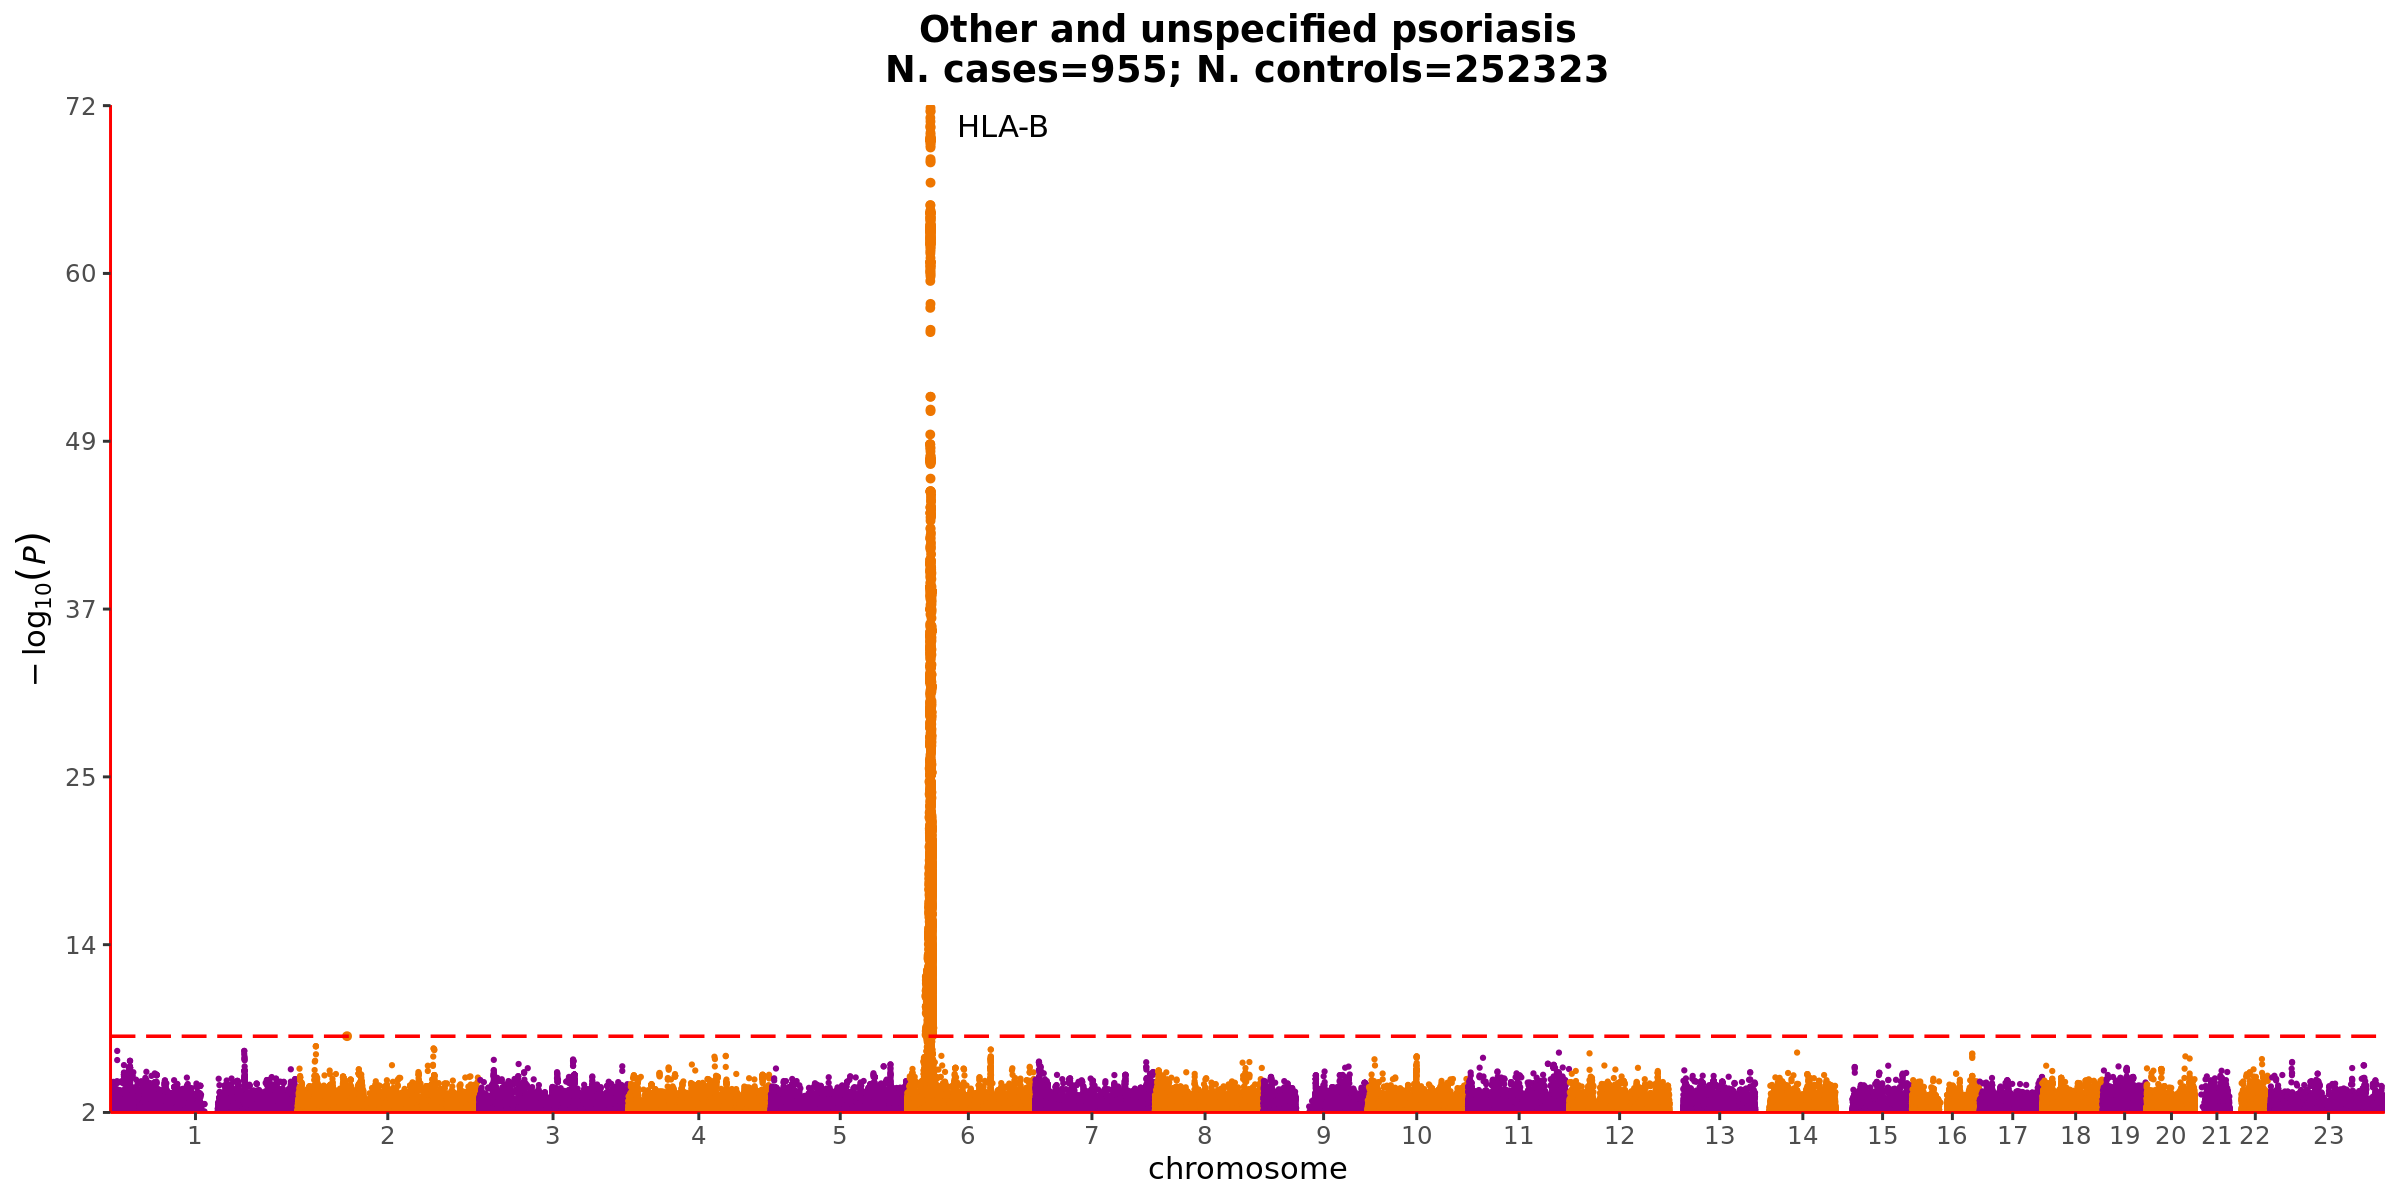 Other and unspecified psoriasis
N. cases=955; N. controls=252323
72
HLA-B
60
49
37
25
14
2
− log10(P)
1 2 3 4 5 6 7 8 9 10 11 12 13 14 15 16 17 18 19 20 21 22 23
chromosome